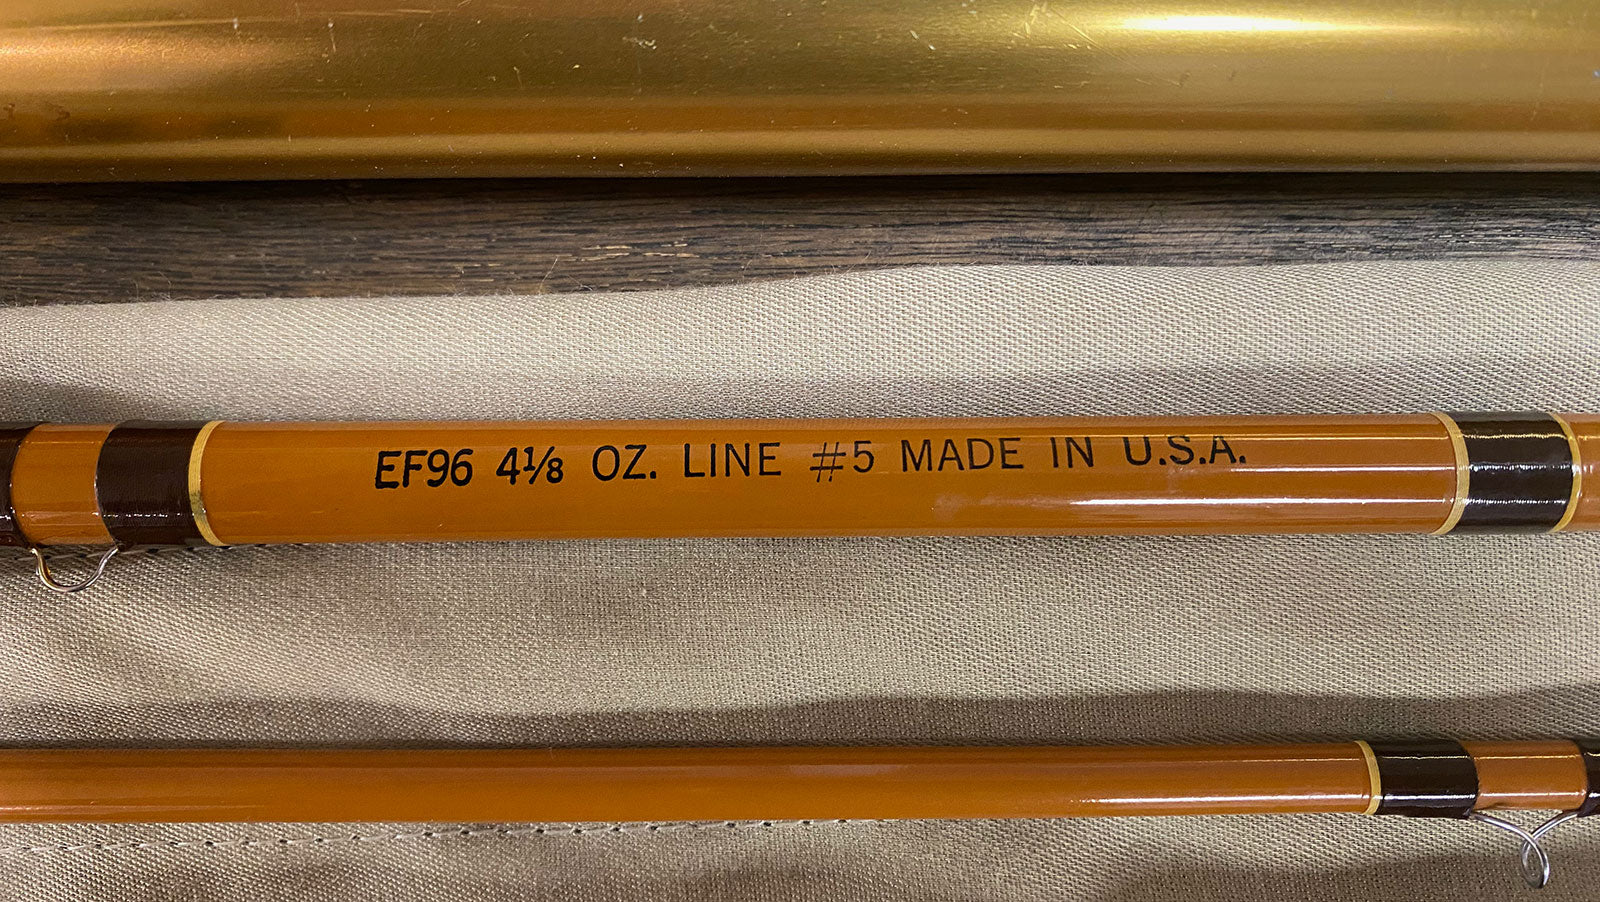 EF96 4⅛ OZ. LINE #5 MADE IN U.S.A.